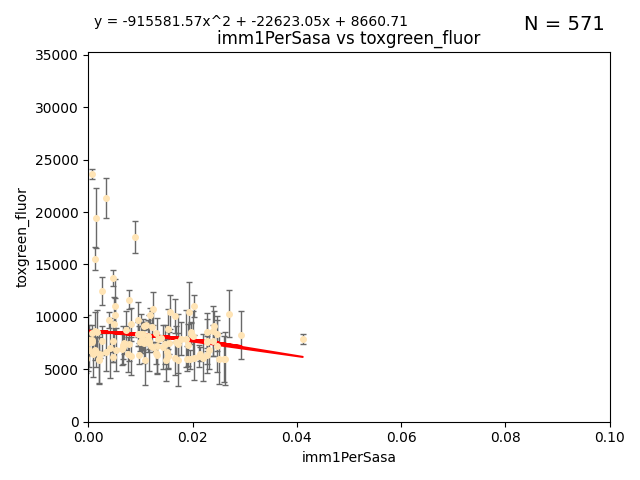 y = -915581.57x^2 + -22623.05x + 8660.71
N = 571
imm1PerSasa vs toxgreen_fluor
35000
30000
25000
20000
15000
10000
5000
0
toxgreen_fluor
0.00 0.02 0.04 0.06 0.08 0.10
imm1PerSasa